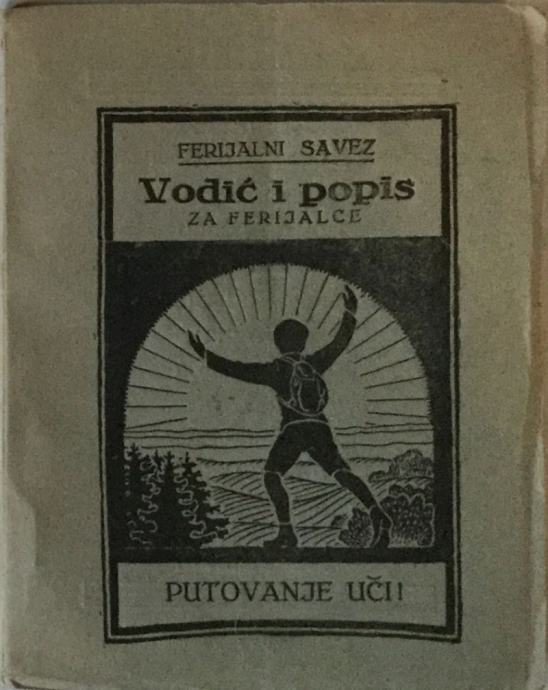 FERIJALNI SAVEZ
Vodić i popis
ZA FERIJALCE
PUTOVANJE UČI!